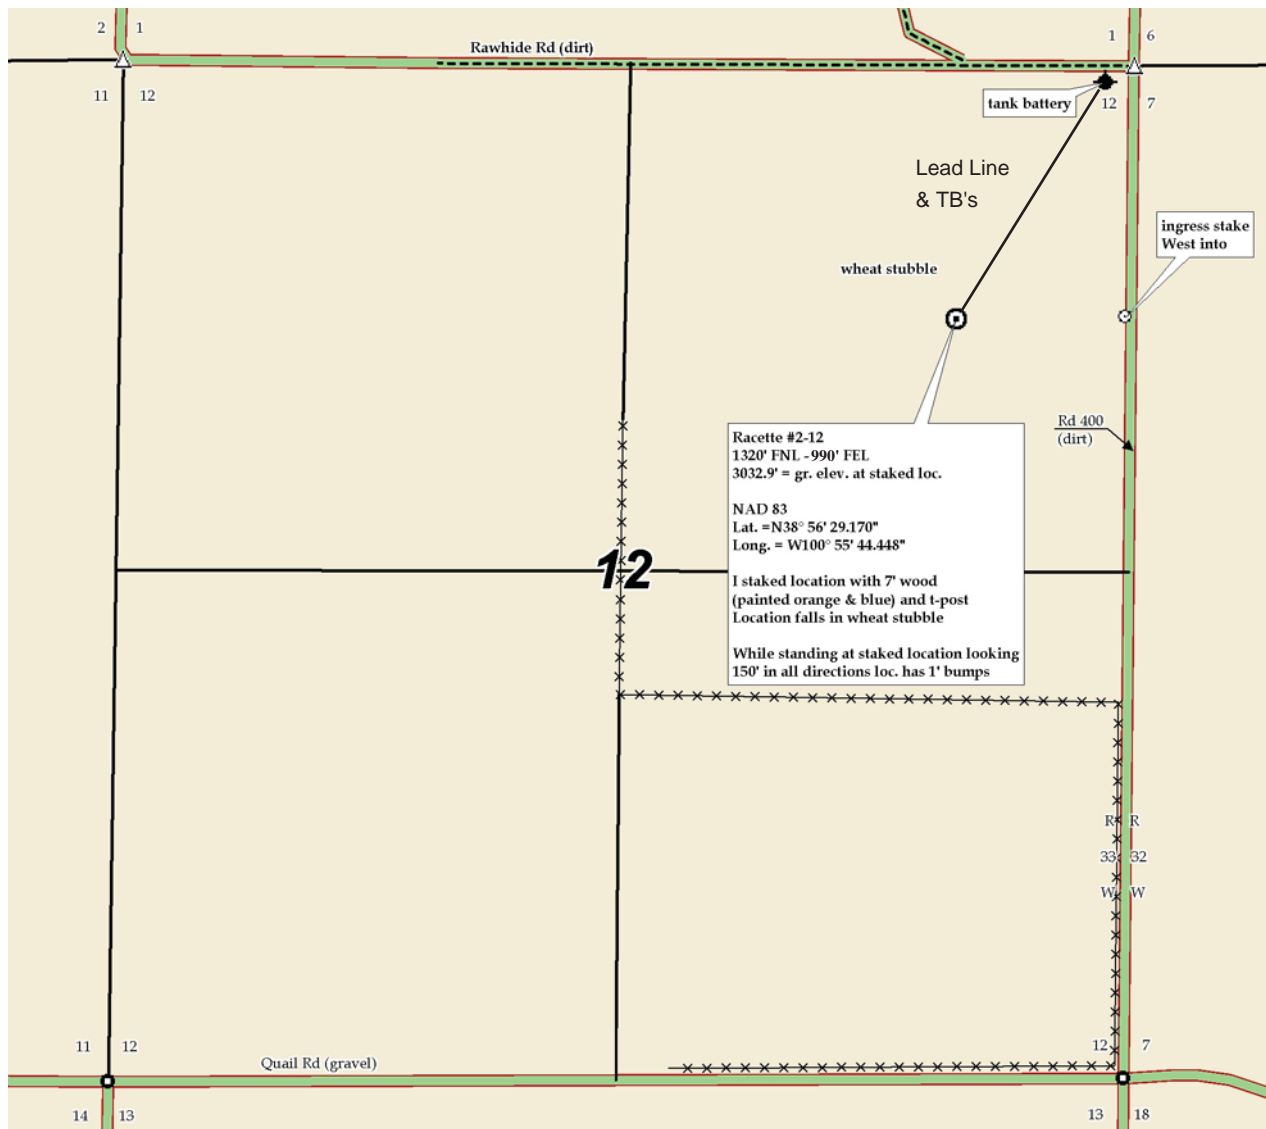 2 1
1 6
Rawhide Rd (dirt)
11 12
tank battery
12 7
Lead Line
& TB's
ingress stake
West into
wheat stubble
Rd 400
(dirt)
Racette #2-12
1320' FNL - 990' FEL
3032.9' = gr. elev. at staked loc.
NAD 83
Lat. =N38° 56' 29.170"
Long. = W100° 55' 44.448"
I staked location with 7' wood
(painted orange & blue) and t-post
Location falls in wheat stubble
While standing at staked location looking
150' in all directions loc. has 1' bumps
12
R R
33 32
W W
11 12
Quail Rd (gravel)
12 7
14 13
13 18